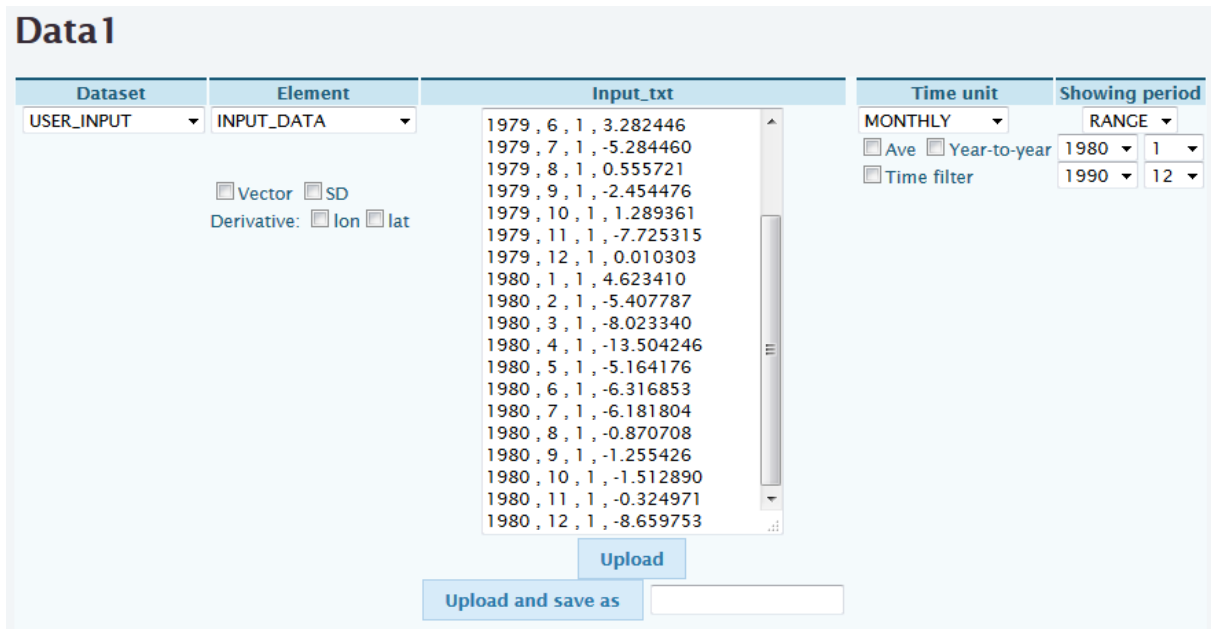 Data1
Dataset Element Input_txt Time unit Showing period
USER_INPUT INPUT_DATA MONTHLY RANGE
Ave Year-to-year 1980 1
Time filter 1990 12
Vector SD
Derivative: lon lat
1979 , 6 , 1 , 3.282446
1979 , 7 , 1 , -5.284460
1979 , 8 , 1 , 0.555721
1979 , 9 , 1 , -2.454476
1979 , 10 , 1 , 1.289361
1979 , 11 , 1 , -7.725315
1979 , 12 , 1 , 0.010303
1980 , 1 , 1 , 4.623410
1980 , 2 , 1 , -5.407787
1980 , 3 , 1 , -8.023340
1980 , 4 , 1 , -13.504246
1980 , 5 , 1 , -5.164176
1980 , 6 , 1 , -6.316853
1980 , 7 , 1 , -6.181804
1980 , 8 , 1 , -0.870708
1980 , 9 , 1 , -1.255426
1980 , 10 , 1 , -1.512890
1980 , 11 , 1 , -0.324971
1980 , 12 , 1 , -8.659753
Upload
Upload and save as